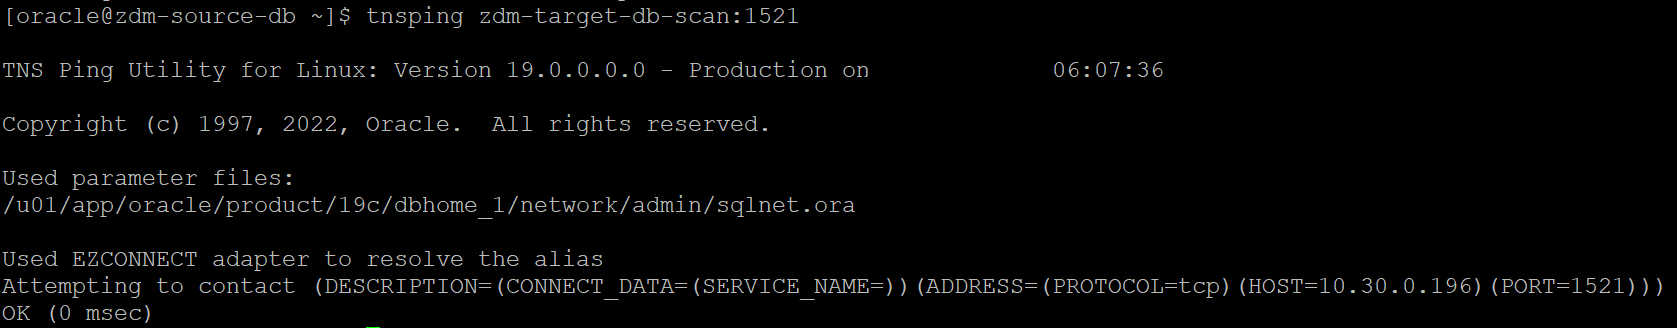 [oracle@zdm-source-db ~]$ tnsping zdm-target-db-scan:1521
TNS Ping Utility for Linux: Version 19.0.0.0.0 - Production on 06:07:36
Copyright (c) 1997, 2022, Oracle.  All rights reserved.
Used parameter files:
/u01/app/oracle/product/19c/dbhome_1/network/admin/sqlnet.ora
Used EZCONNECT adapter to resolve the alias
Attempting to contact (DESCRIPTION=(CONNECT_DATA=(SERVICE_NAME=))(ADDRESS=(PROTOCOL=tcp)(HOST=10.30.0.196)(PORT=1521)))
OK (0 msec)